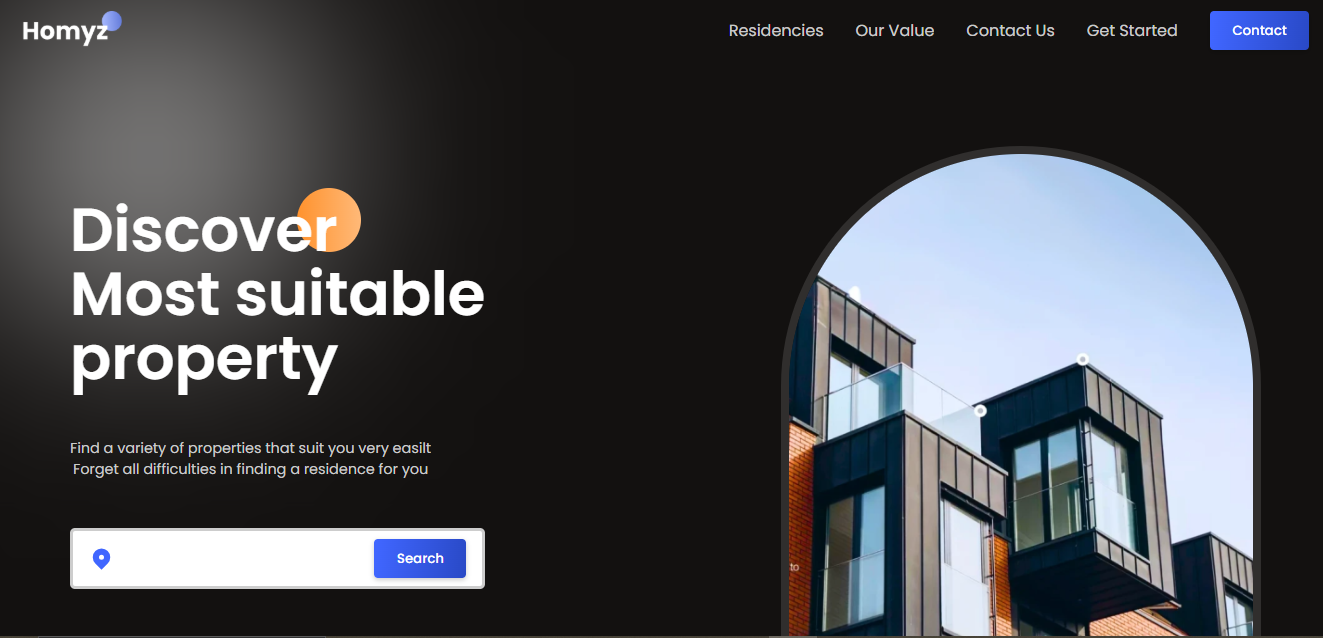 Homyz
Residencies
Our Value
Contact Us
Get Started
Contact
Discover
Most suitable
property
Find a variety of properties that suit you very easilt
Forget all difficulties in finding a residence for you
Search
to